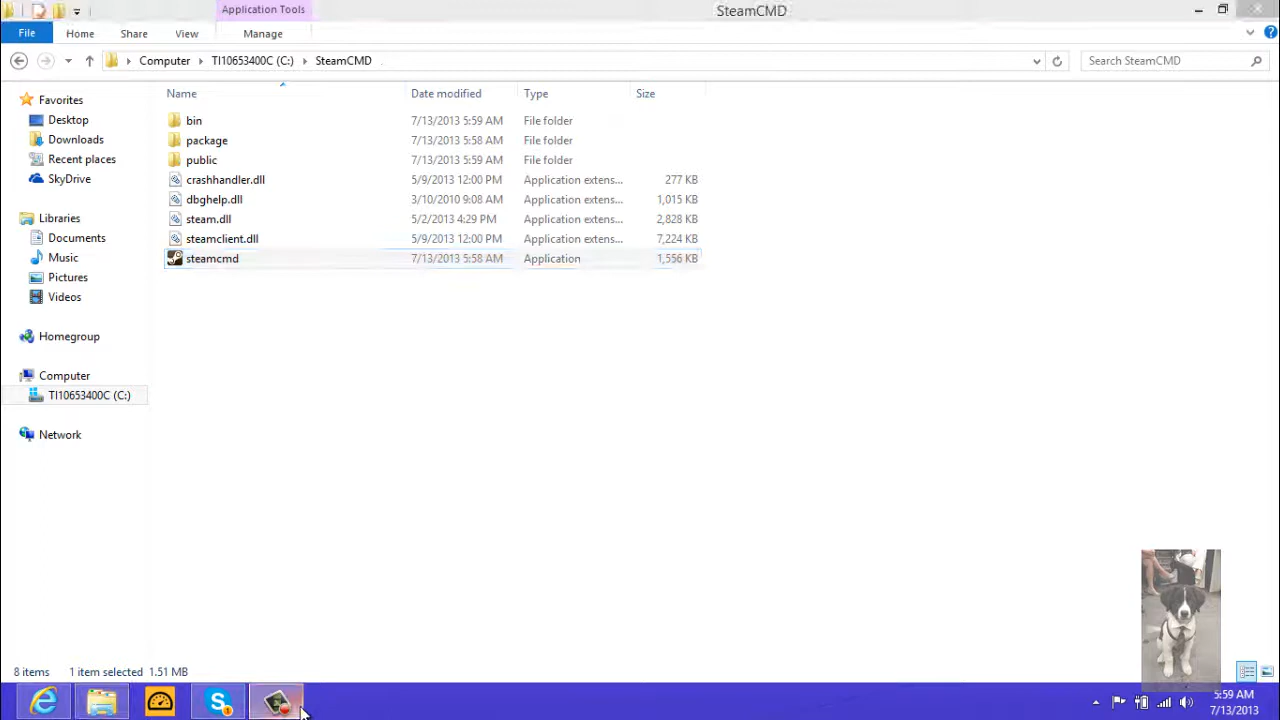 Application Tools
SteamCMD
File Home Share View Manage
Computer TI10653400C (C:) SteamCMD
Search SteamCMD
Name Date modified Type Size
Favorites
Desktop
Downloads
Recent places
SkyDrive
Libraries
Documents
Music
Pictures
Videos
Homegroup
Computer
TI10653400C (C:)
Network
bin 7/13/2013 5:59 AM File folder
package 7/13/2013 5:58 AM File folder
public 7/13/2013 5:59 AM File folder
crashhandler.dll 5/9/2013 12:00 PM Application extens... 277 KB
dbghelp.dll 3/10/2010 9:08 AM Application extens... 1,015 KB
steam.dll 5/2/2013 4:29 PM Application extens... 2,828 KB
steamclient.dll 5/9/2013 12:00 PM Application extens... 7,224 KB
steamcmd 7/13/2013 5:58 AM Application 1,556 KB
8 items 1 item selected 1.51 MB
5:59 AM
7/13/2013